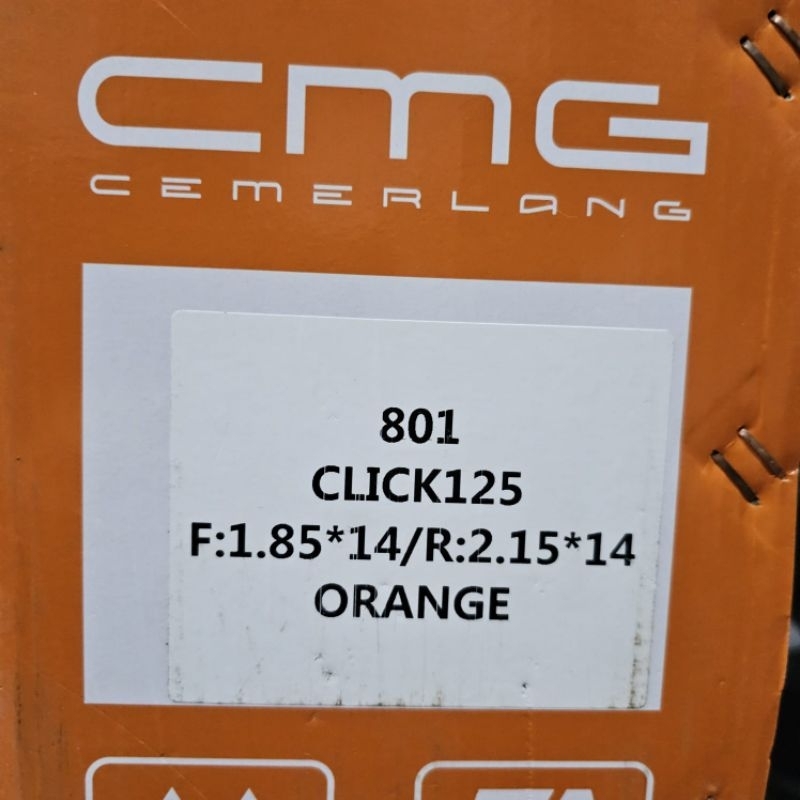 CMG
CEMERLANG
801
CLICK125
F:1.85*14/R:2.15*14
ORANGE